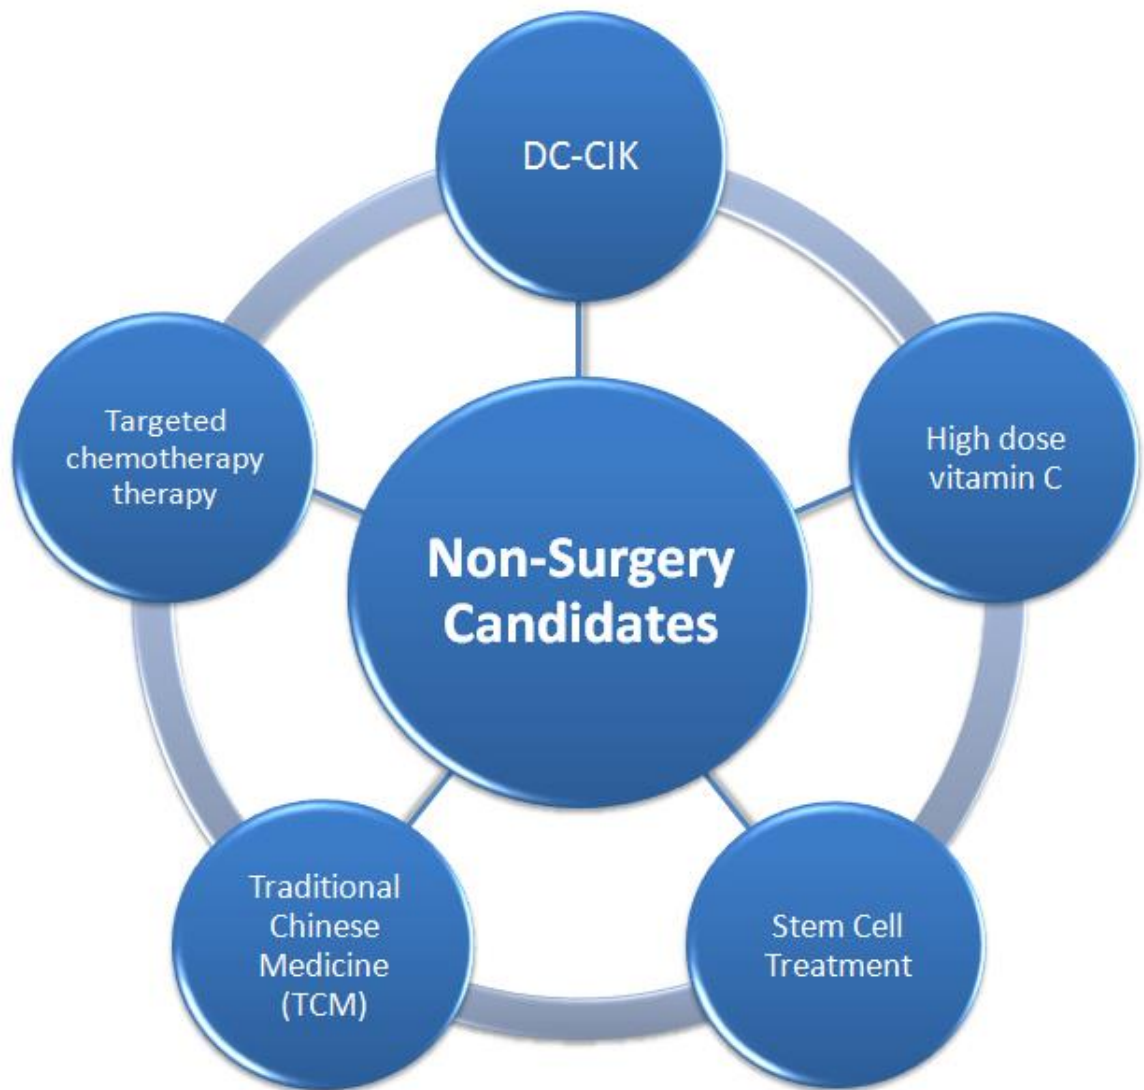 DC-CIK
High dose
vitamin C
Stem Cell
Treatment
Traditional
Chinese
Medicine
(TCM)
Targeted
chemotherapy
therapy
Non-Surgery
Candidates